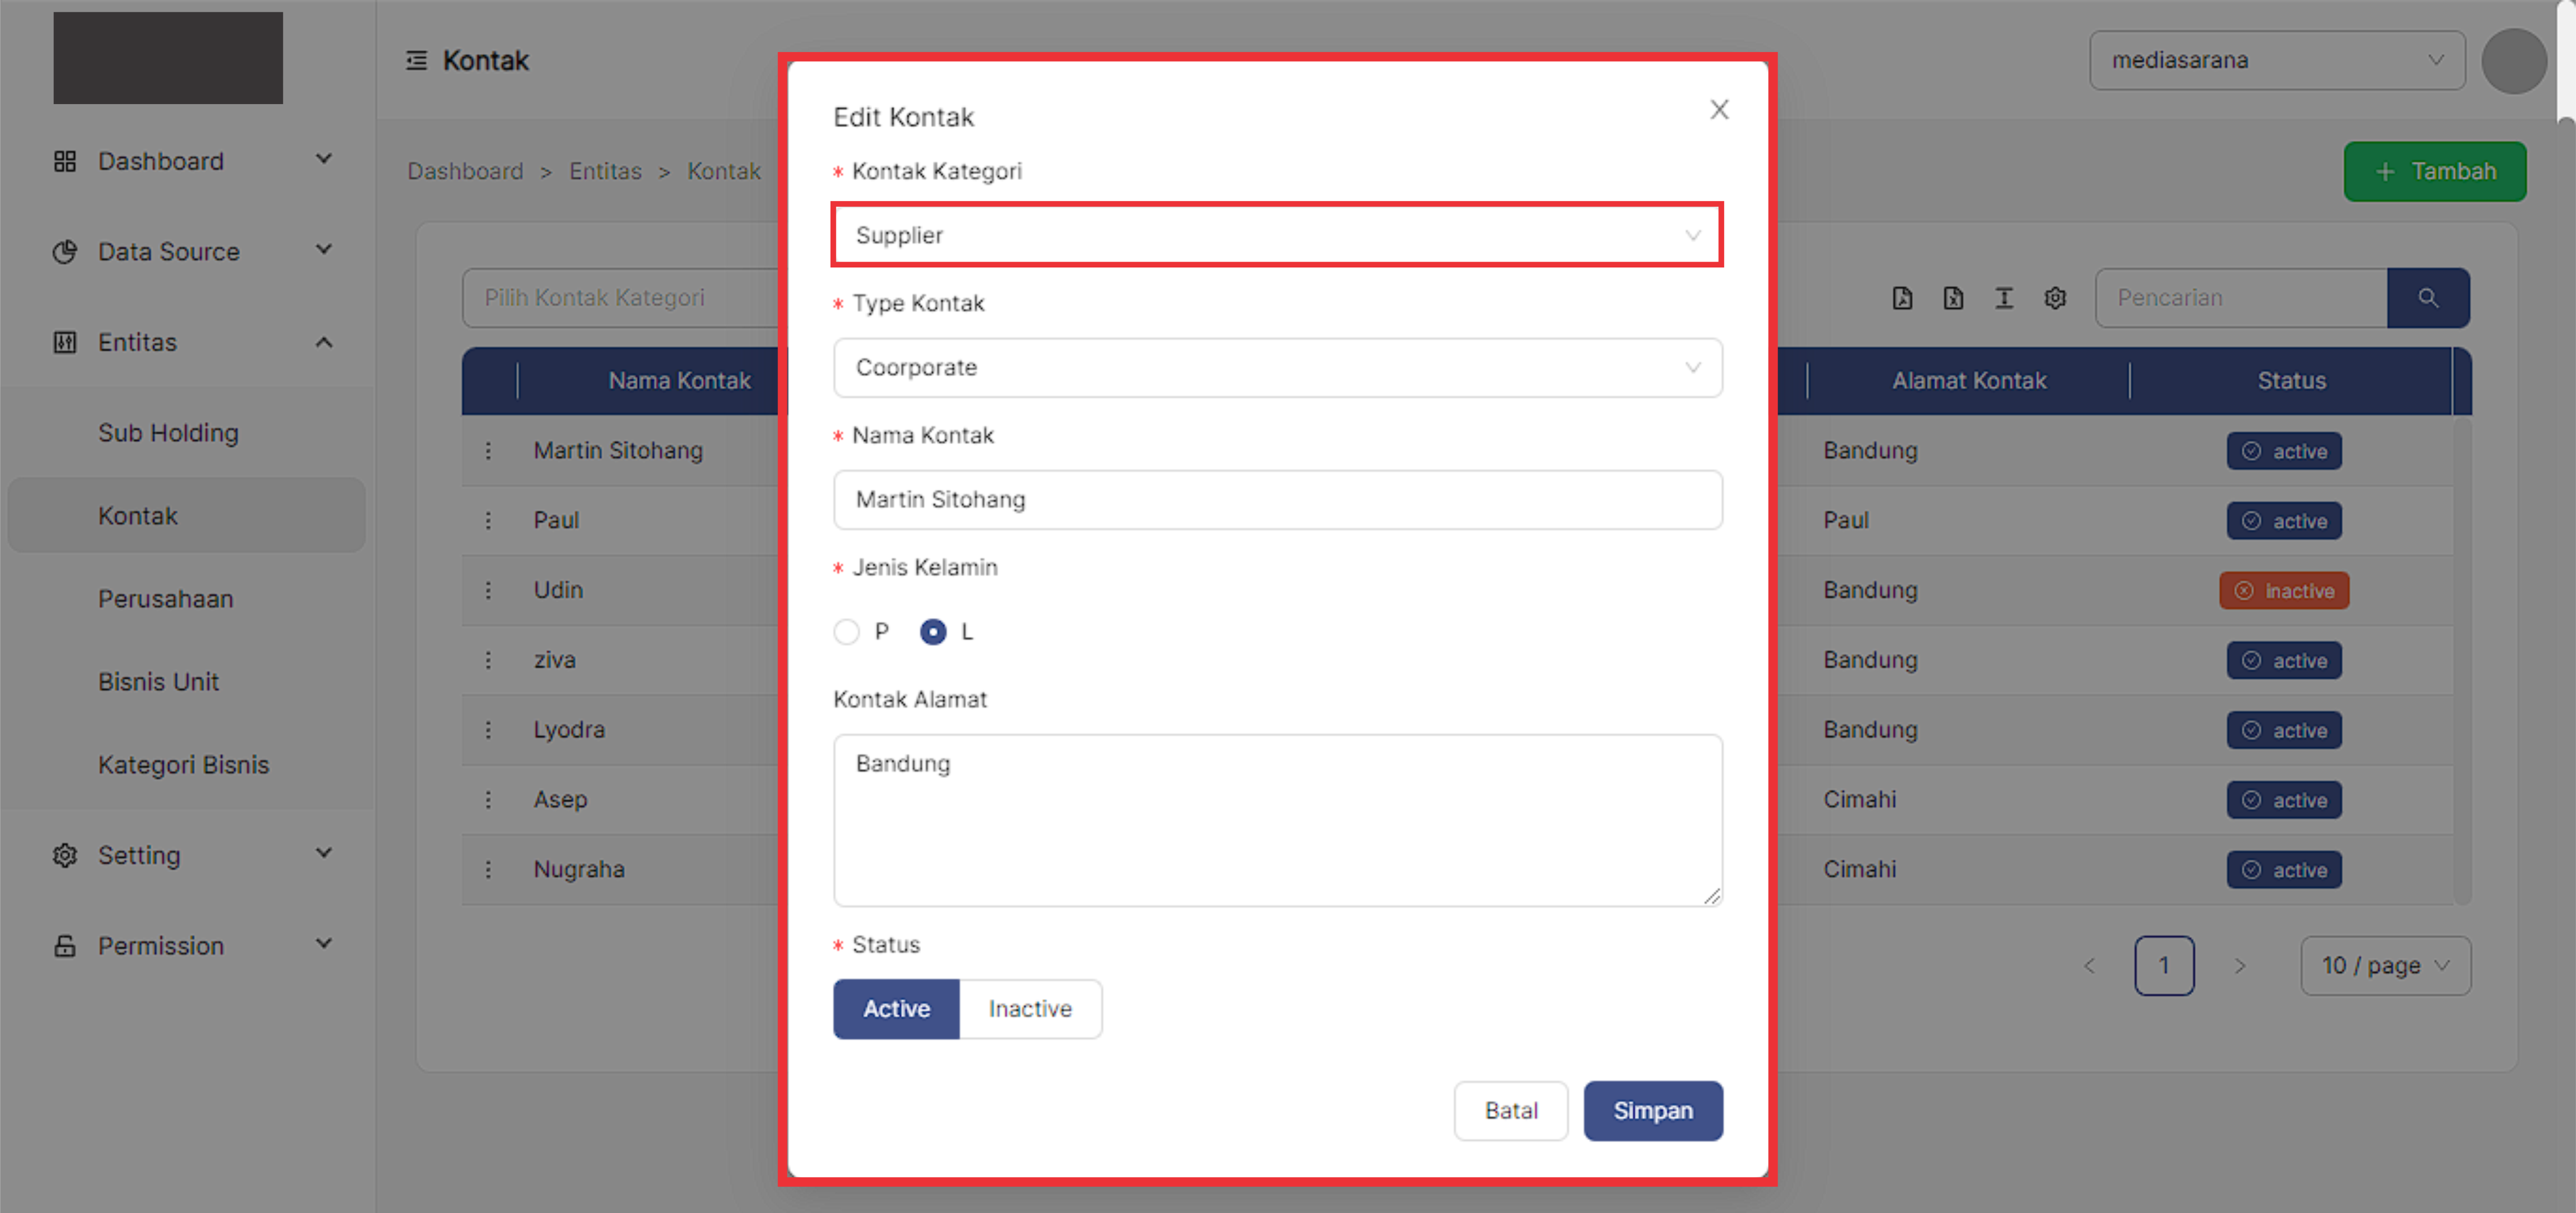 Kontak
mediasarana
Dashboard
Data Source
Entitas
Sub Holding
Kontak
Perusahaan
Bisnis Unit
Kategori Bisnis
Setting
Permission
Dashboard > Entitas > Kontak
+ Tambah
Pilih Kontak Kategori
Pencarian
Nama Kontak Alamat Kontak Status
Martin Sitohang Bandung active
Paul Paul active
Udin Bandung inactive
ziva Bandung active
Lyodra Bandung active
Asep Cimahi active
Nugraha Cimahi active
< 1 > 10 / page
Edit Kontak
* Kontak Kategori
Supplier
* Type Kontak
Coorporate
* Nama Kontak
Martin Sitohang
* Jenis Kelamin
P L
Kontak Alamat
Bandung
* Status
Active Inactive
Batal Simpan